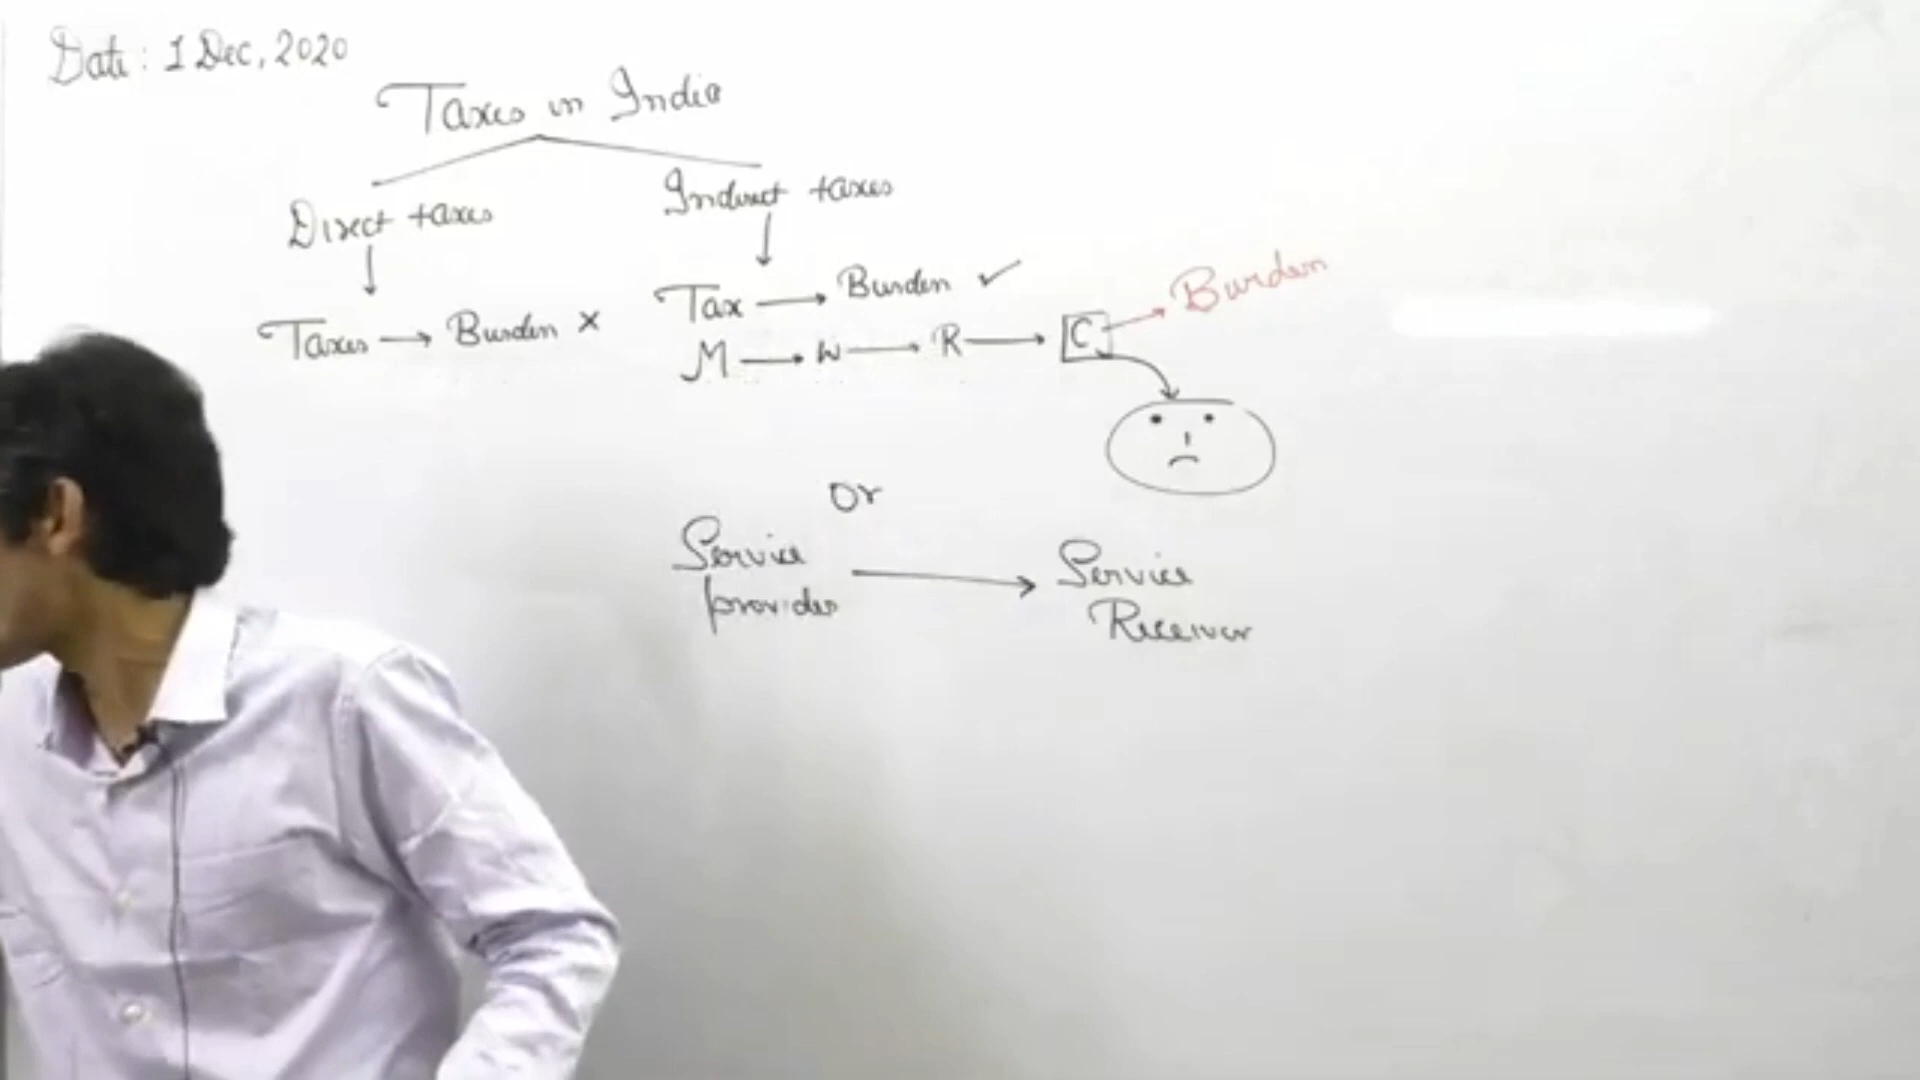 Date: 1 Dec, 2020
Taxes in India
Direct taxes
Indirect taxes
Taxes → Burden ×
Tax → Burden ✓
M → W → R → C → Burden
Or
Service provider → Service Receiver